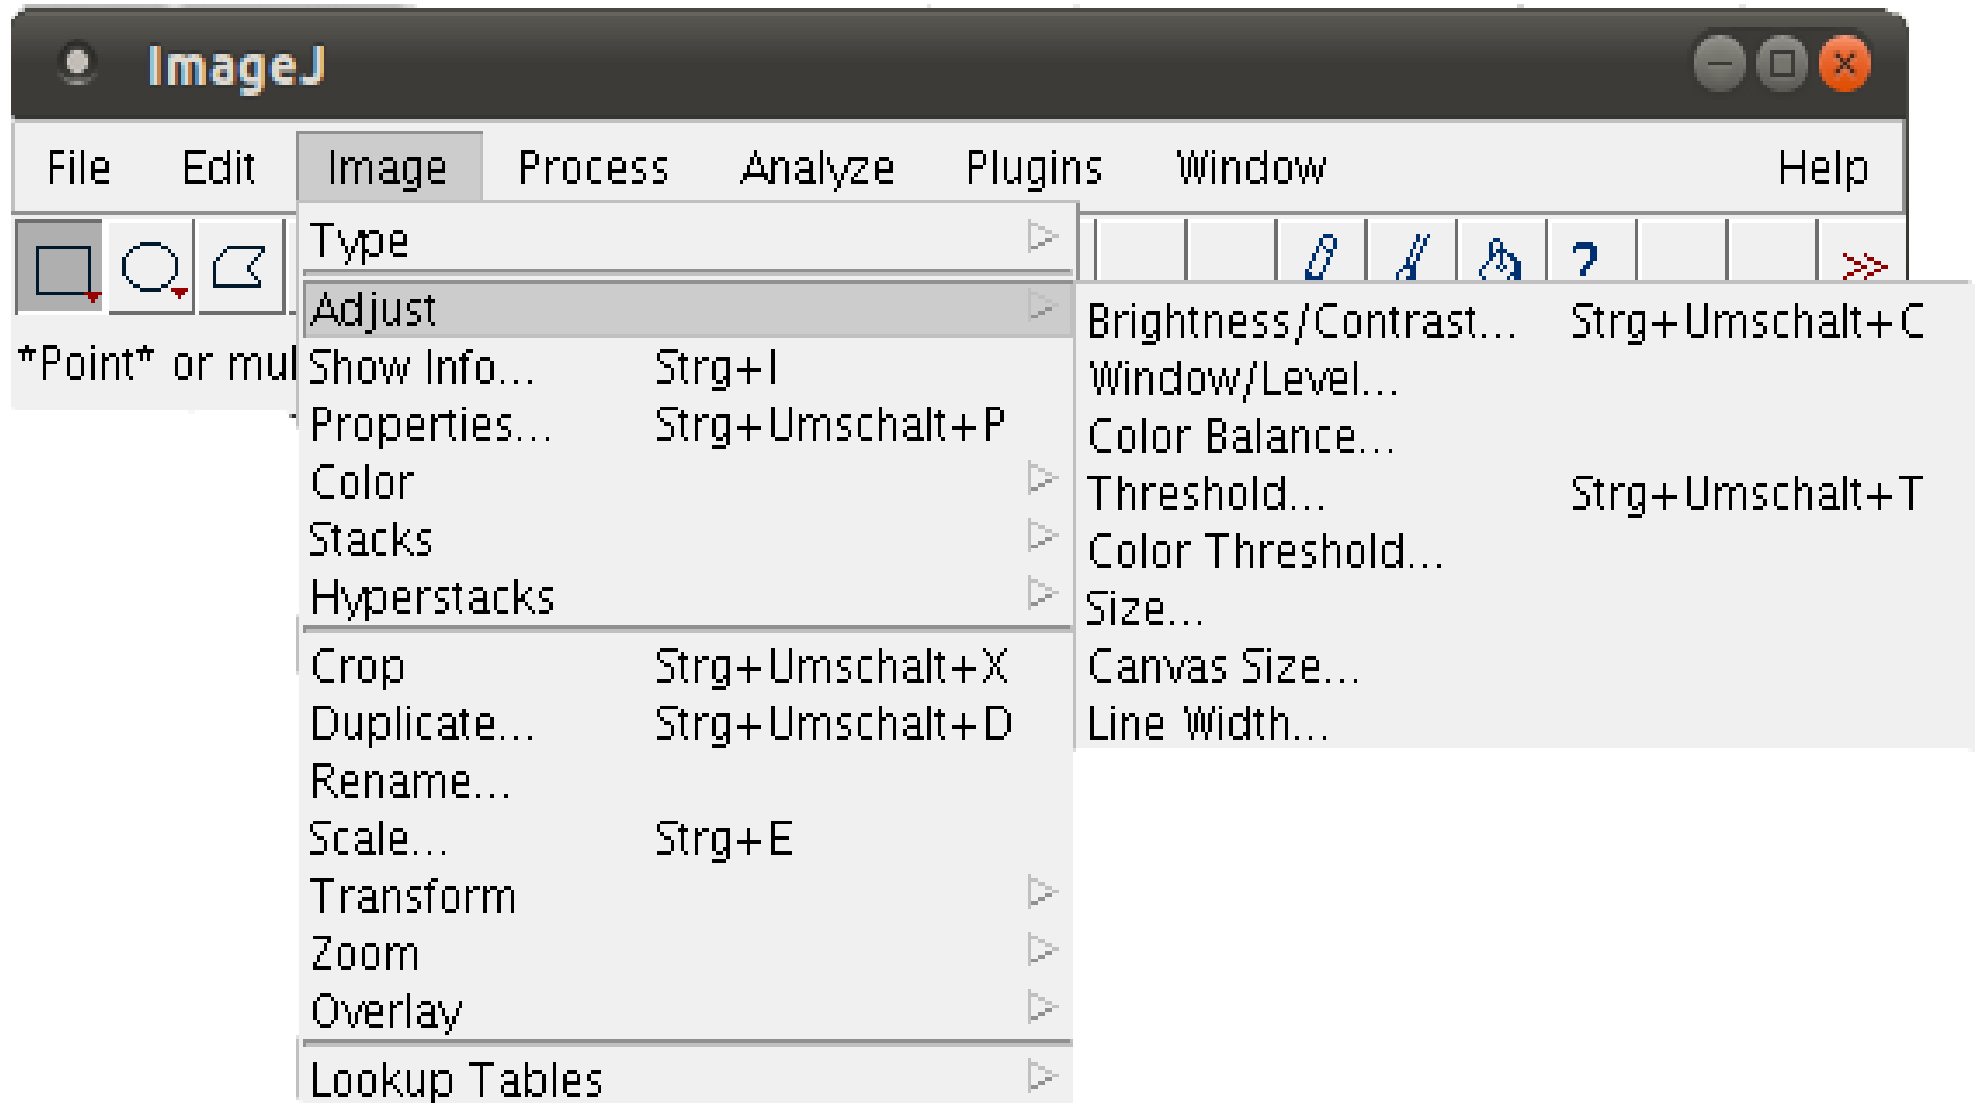 ImageJ
File Edit Image Process Analyze Plugins Window Help
*Point* or mul
Type
Adjust
Show Info... Strg+I
Properties... Strg+Umschalt+P
Color
Stacks
Hyperstacks
Crop Strg+Umschalt+X
Duplicate... Strg+Umschalt+D
Rename...
Scale... Strg+E
Transform
Zoom
Overlay
Lookup Tables
Brightness/Contrast... Strg+Umschalt+C
Window/Level...
Color Balance...
Threshold... Strg+Umschalt+T
Color Threshold...
Size...
Canvas Size...
Line Width...